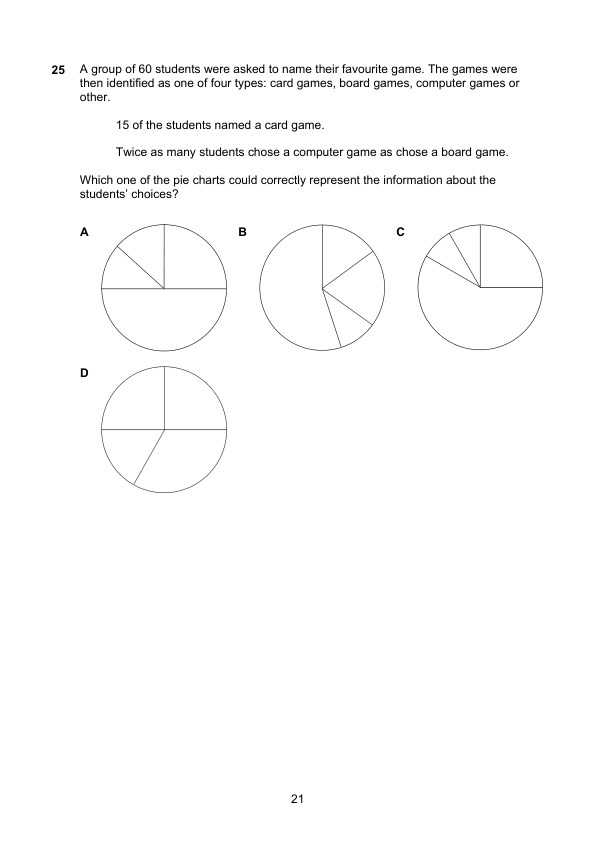 25 A group of 60 students were asked to name their favourite game. The games were
then identified as one of four types: card games, board games, computer games or
other.
15 of the students named a card game.
Twice as many students chose a computer game as chose a board game.
Which one of the pie charts could correctly represent the information about the
students’ choices?
A B C
D
21